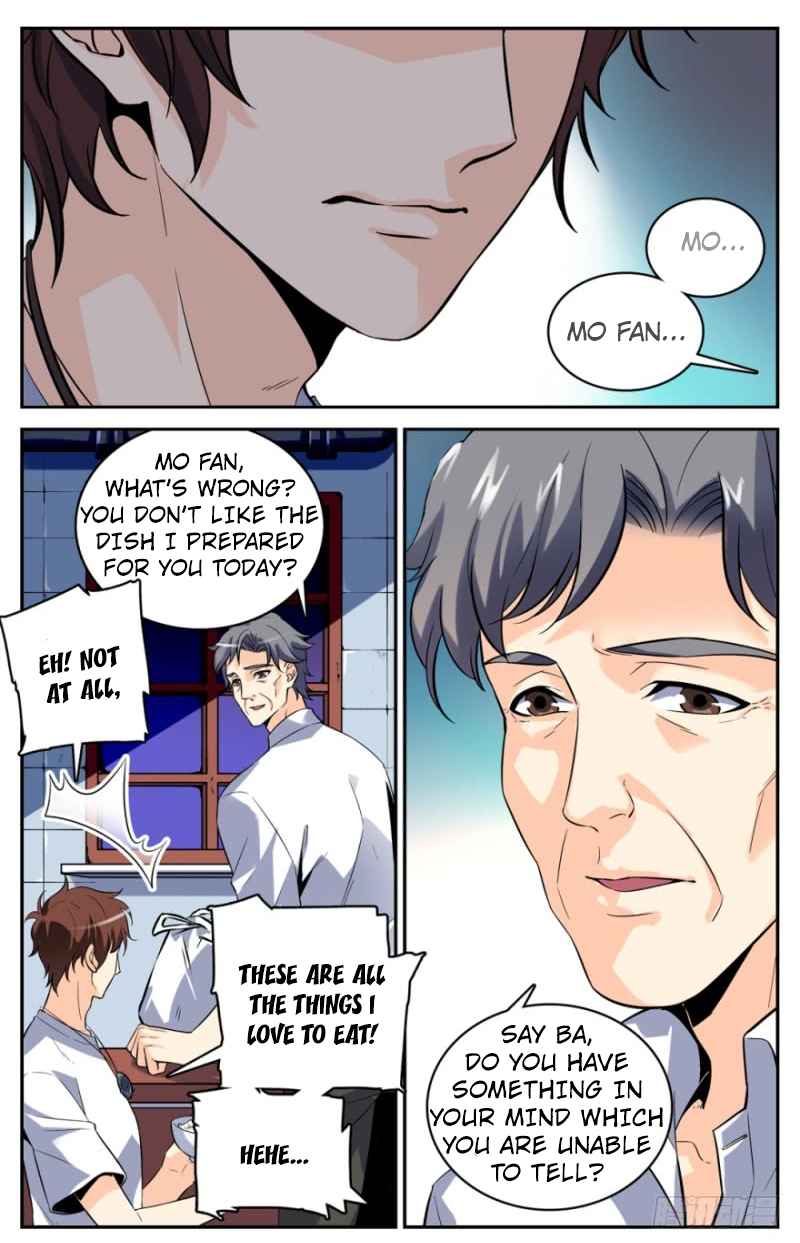 MO...
MO FAN...
MO FAN,
WHAT'S WRONG?
YOU DON'T LIKE THE
DISH I PREPARED
FOR YOU TODAY?
EH! NOT
AT ALL,
THESE ARE ALL
THE THINGS I
LOVE TO EAT!
HEHE...
SAY BA,
DO YOU HAVE
SOMETHING IN
YOUR MIND WHICH
YOU ARE UNABLE
TO TELL?